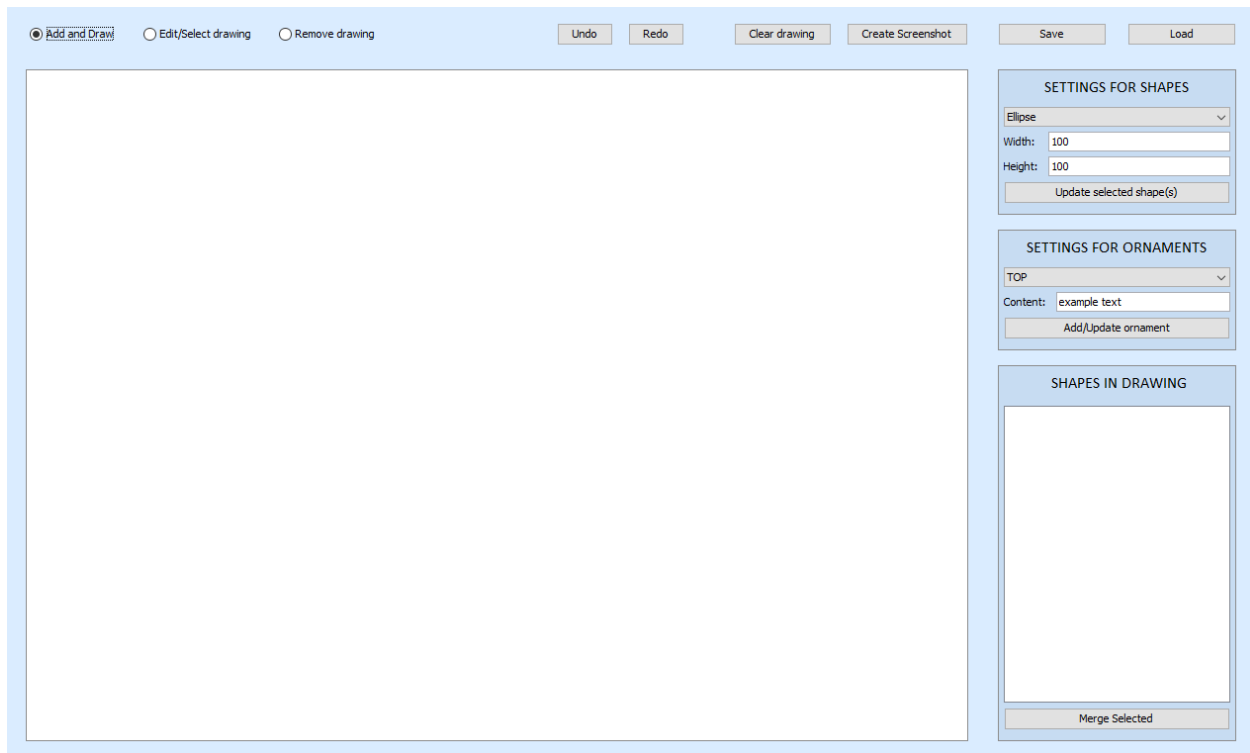 Add and Draw Edit/Select drawing Remove drawing Undo Redo Clear drawing Create Screenshot Save Load
SETTINGS FOR SHAPES
Ellipse
Width: 100
Height: 100
Update selected shape(s)
SETTINGS FOR ORNAMENTS
TOP
Content: example text
Add/Update ornament
SHAPES IN DRAWING
Merge Selected